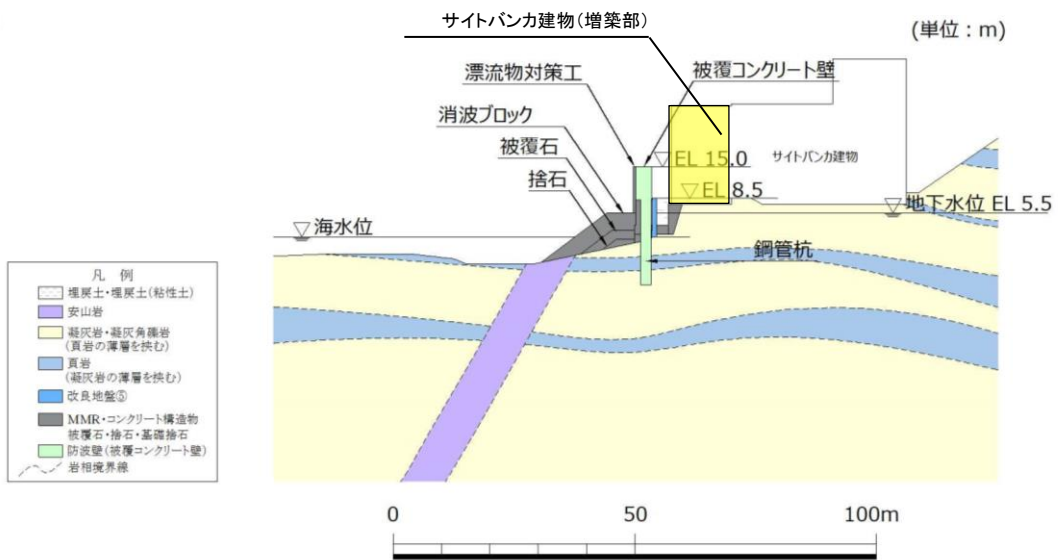 サイトバンカ建物(増築部)
(単位:m)
漂流物対策工
被覆コンクリート壁
消波ブロック
被覆石
EL 15.0
サイトバンカ建物
捨石
EL 8.5
地下水位 EL 5.5
海水位
鋼管杭
凡 例
埋戻土・埋戻土(粘性土)
安山岩
凝灰岩・凝灰角礫岩
(頁岩の薄層を挟む)
頁岩
(凝灰岩の薄層を挟む)
改良地盤⑤
MMR・コンクリート構造物
被覆石・捨石・基礎捨石
防波壁(被覆コンクリート壁)
岩相境界線
0 50 100m